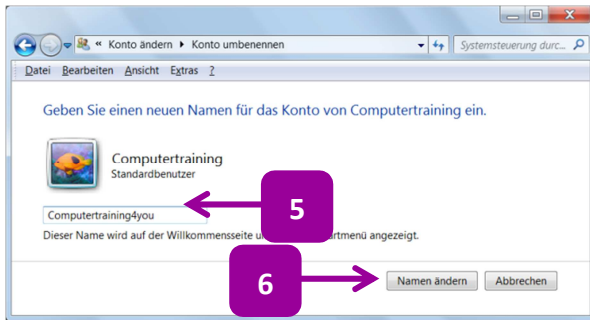 « Konto ändern ▸ Konto umbenennen
Systemsteuerung durc...
Datei Bearbeiten Ansicht Extras ?
Geben Sie einen neuen Namen für das Konto von Computertraining ein.
Computertraining
Standardbenutzer
Computertraining4you
5
Dieser Name wird auf der Willkommensseite artmenü angezeigt.
6
Namen ändern
Abbrechen